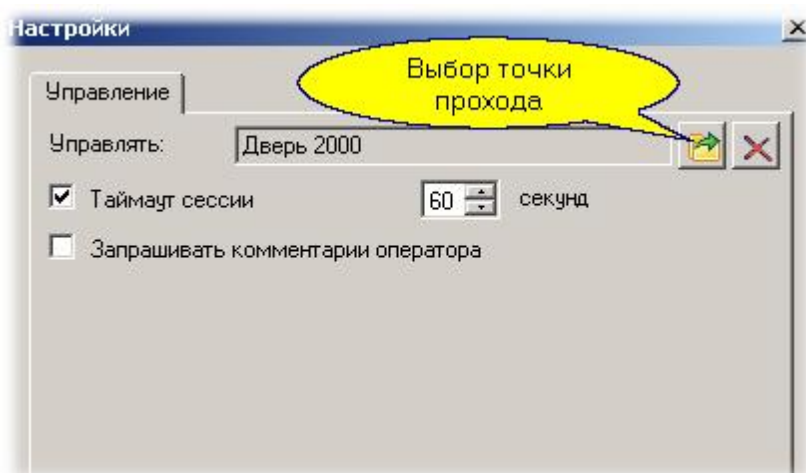 Настройки
Выбор точки
прохода
Управление
Управлять: Дверь 2000
Таймаут сессии 60 секунд
Запрашивать комментарии оператора